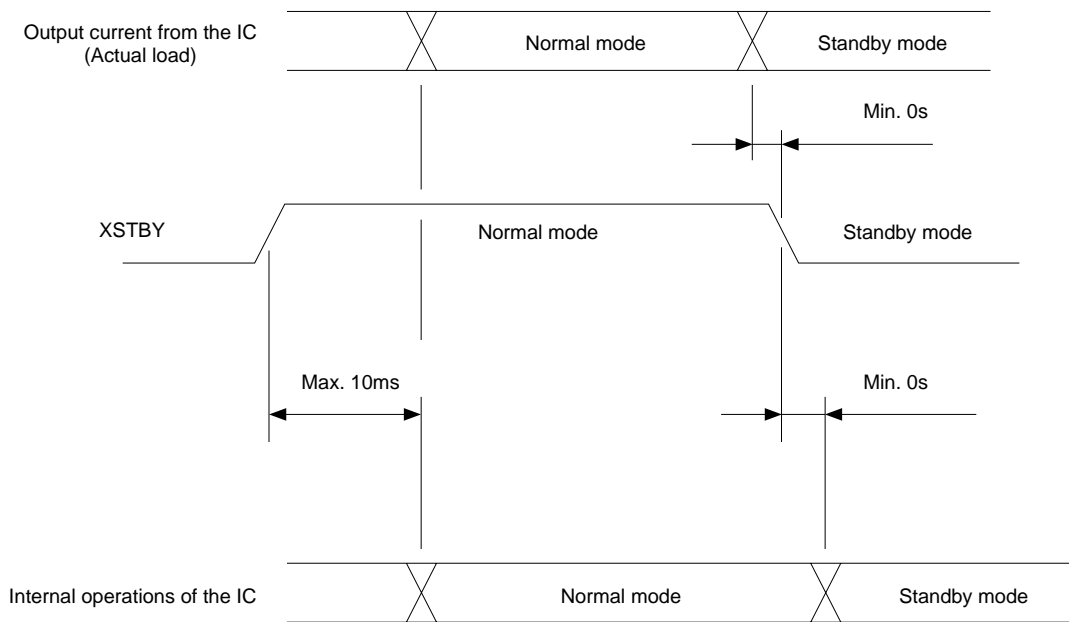 Output current from the IC
(Actual load)
Normal mode
Standby mode
Min. 0s
XSTBY
Normal mode
Standby mode
Max. 10ms
Min. 0s
Internal operations of the IC
Normal mode
Standby mode